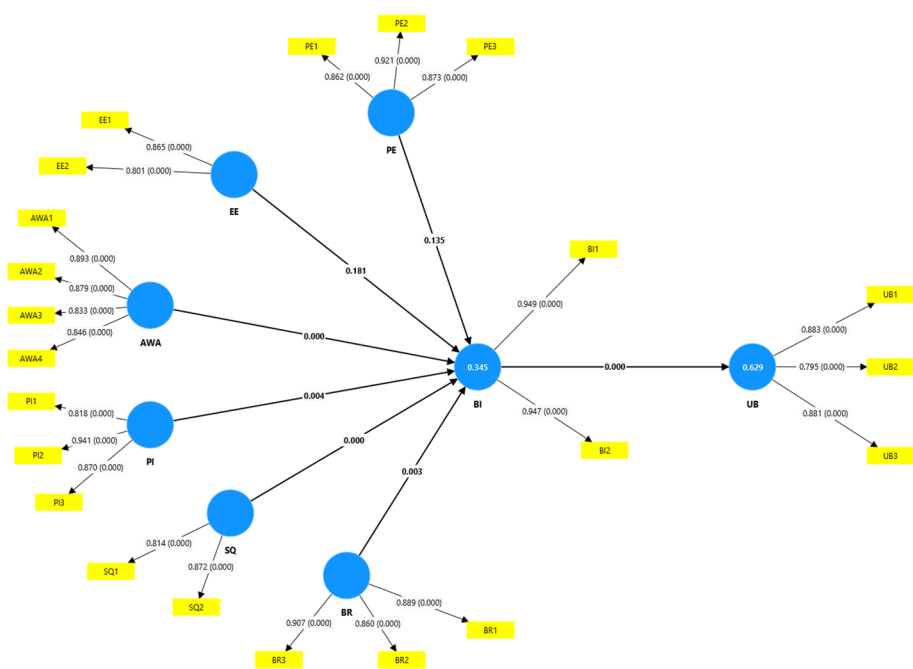 PE2
PE1
PE3
0.921 (0.000)
0.862 (0.000)
0.873 (0.000)
PE
EE1
0.865 (0.000)
EE2
0.801 (0.000)
EE
0.135
0.181
AWA1
0.893 (0.000)
AWA2
0.879 (0.000)
AWA3
0.833 (0.000)
0.846 (0.000)
AWA4
AWA
0.000
BI1
0.949 (0.000)
0.345
BI
0.947 (0.000)
BI2
0.000
UB1
0.883 (0.000)
0.629
0.795 (0.000)
UB2
UB
0.881 (0.000)
UB3
PI1
0.818 (0.000)
0.941 (0.000)
PI2
0.870 (0.000)
PI3
PI
0.004
0.000
0.003
SQ
0.814 (0.000)
0.872 (0.000)
SQ1
SQ2
BR
0.889 (0.000)
0.907 (0.000)
0.860 (0.000)
BR1
BR3
BR2